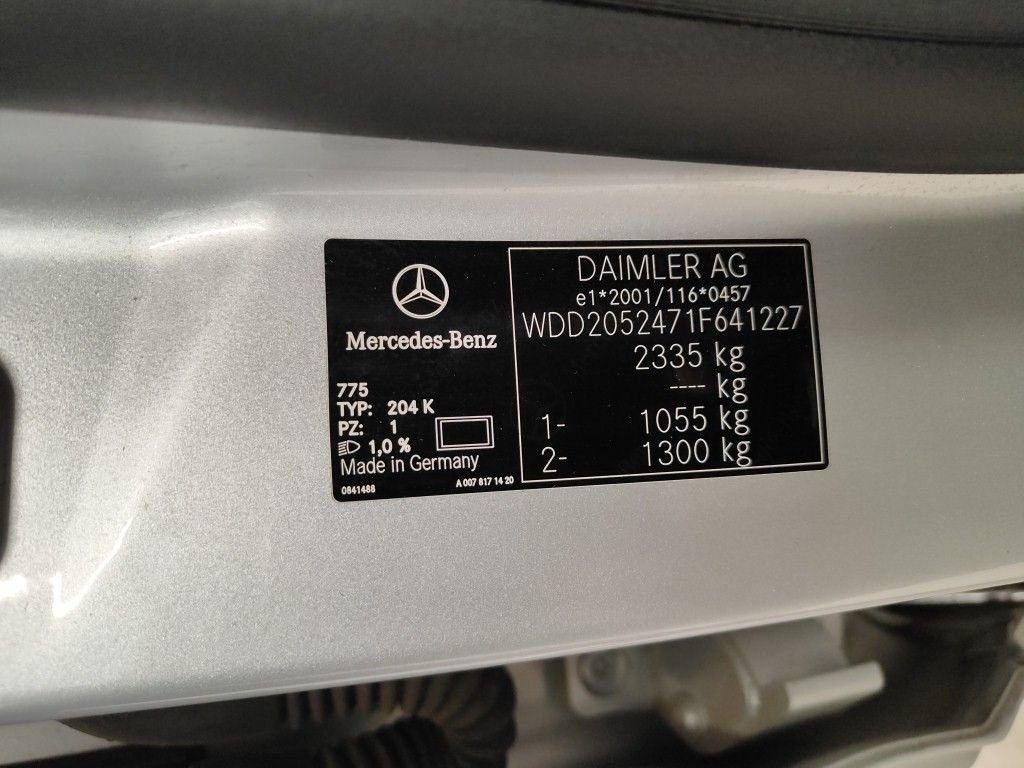 Mercedes-Benz
775
TYP: 204 K
PZ: 1
1,0 %
Made in Germany
0841488
A 007 817 14 20
DAIMLER AG
e1*2001/116*0457
WDD2052471F641227
2335 kg
---- kg
1- 1055 kg
2- 1300 kg